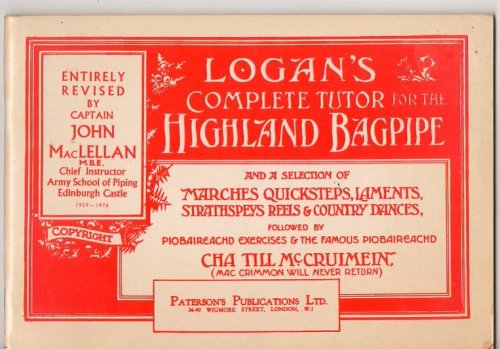 ENTIRELY
REVISED
BY
CAPTAIN
JOHN
MACLELLAN
M.B.E.
Chief Instructor
Army School of Piping
Edinburgh Castle
1959-1976
COPYRIGHT
LOGAN'S
COMPLETE TUTOR FOR THE
HIGHLAND BAGPIPE
AND A SELECTION OF
MARCHES QUICKSTEPS, LAMENTS,
STRATHSPEYS REELS & COUNTRY DANCES,
FOLLOWED BY
PIOBAIREACHD EXERCISES & THE FAMOUS PIOBAIREACHD
CHA TILL MCCRUIMEIN,
(MAC CRIMMON WILL NEVER RETURN)
PATERSON'S PUBLICATIONS LTD.
36-40 WIGMORE STREET, LONDON, W.1